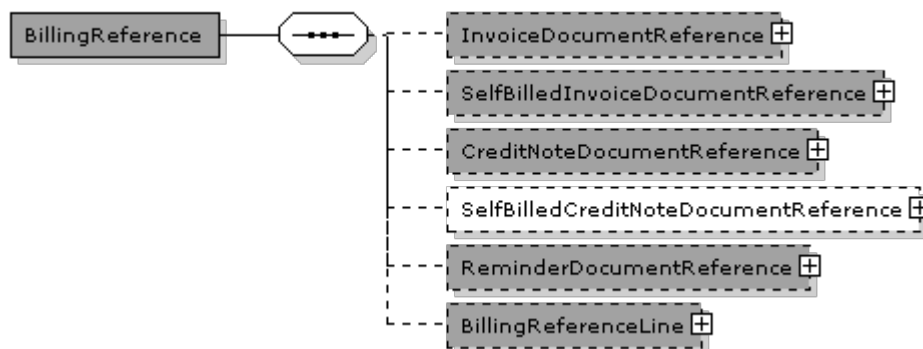 BillingReference
InvoiceDocumentReference
SelfBilledInvoiceDocumentReference
CreditNoteDocumentReference
SelfBilledCreditNoteDocumentReference
ReminderDocumentReference
BillingReferenceLine